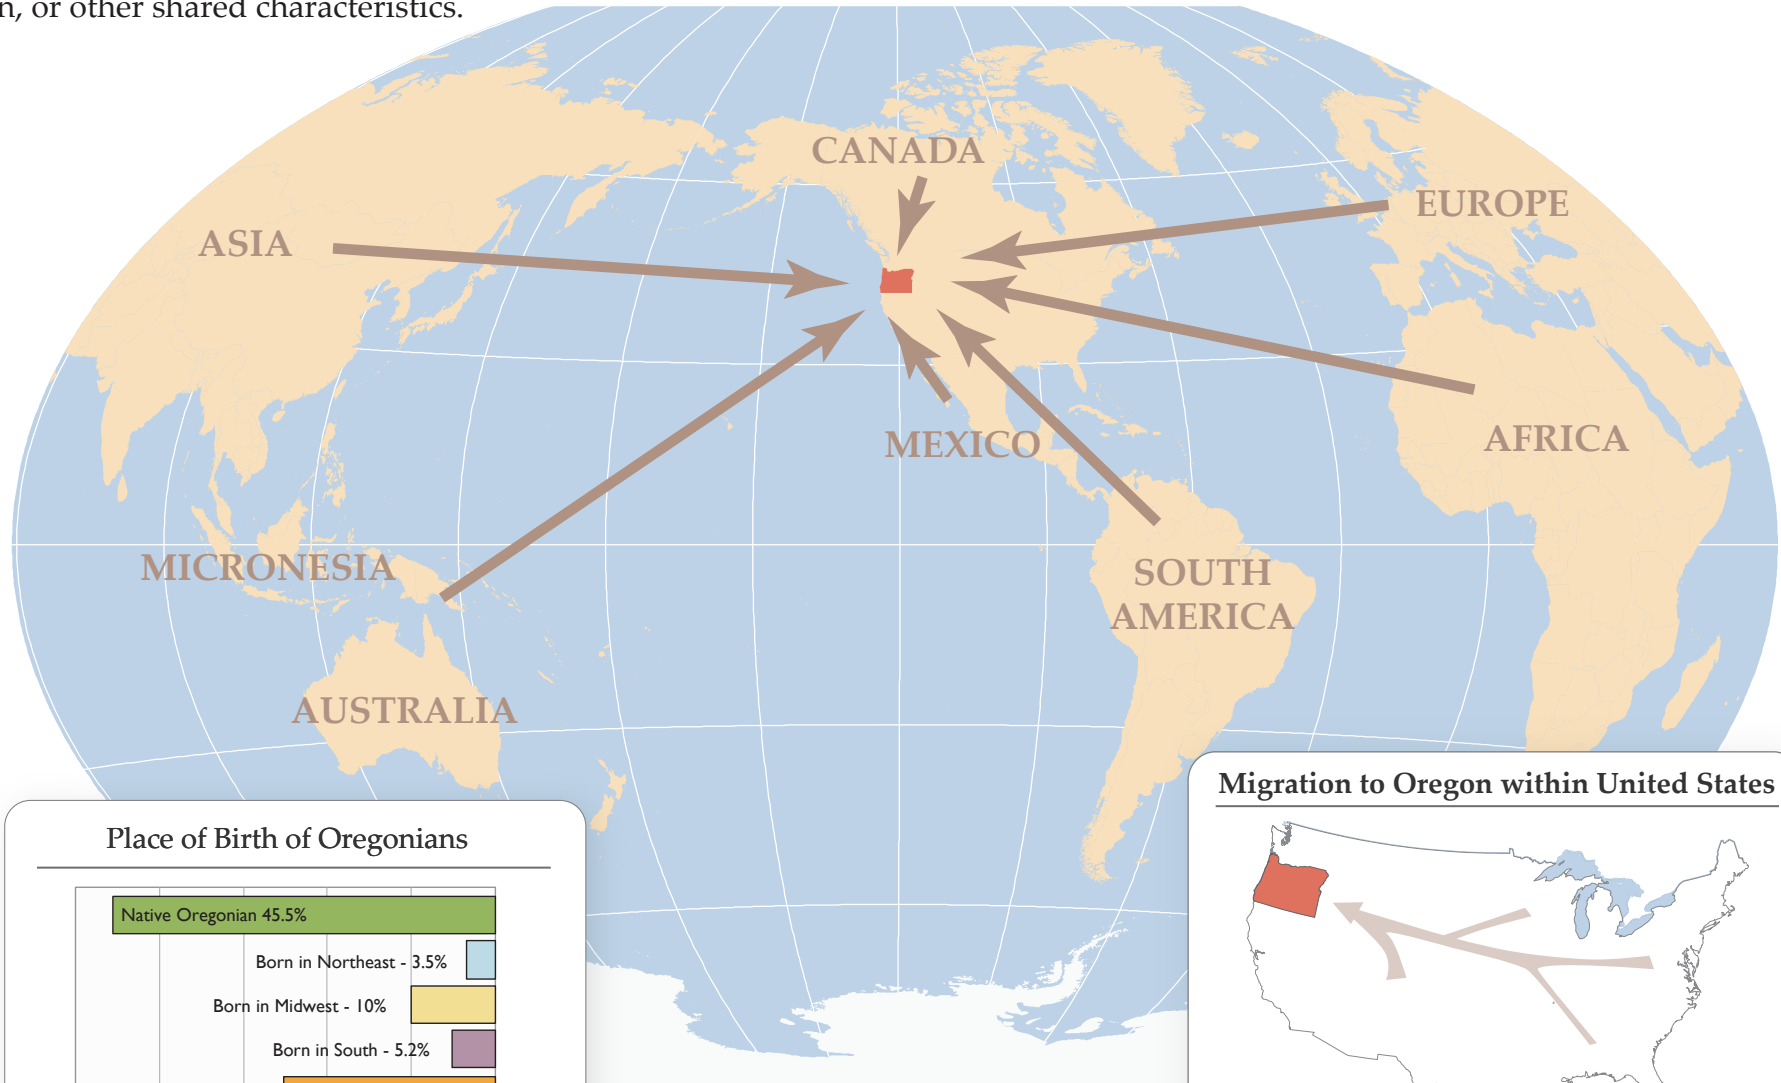 n, or other shared characteristics.
CANADA
EUROPE
ASIA
MEXICO
AFRICA
MICRONESIA
SOUTH
AMERICA
AUSTRALIA
Migration to Oregon within United States
Place of Birth of Oregonians
Native Oregonian 45.5%
Born in Northeast - 3.5%
Born in Midwest - 10%
Born in South - 5.2%